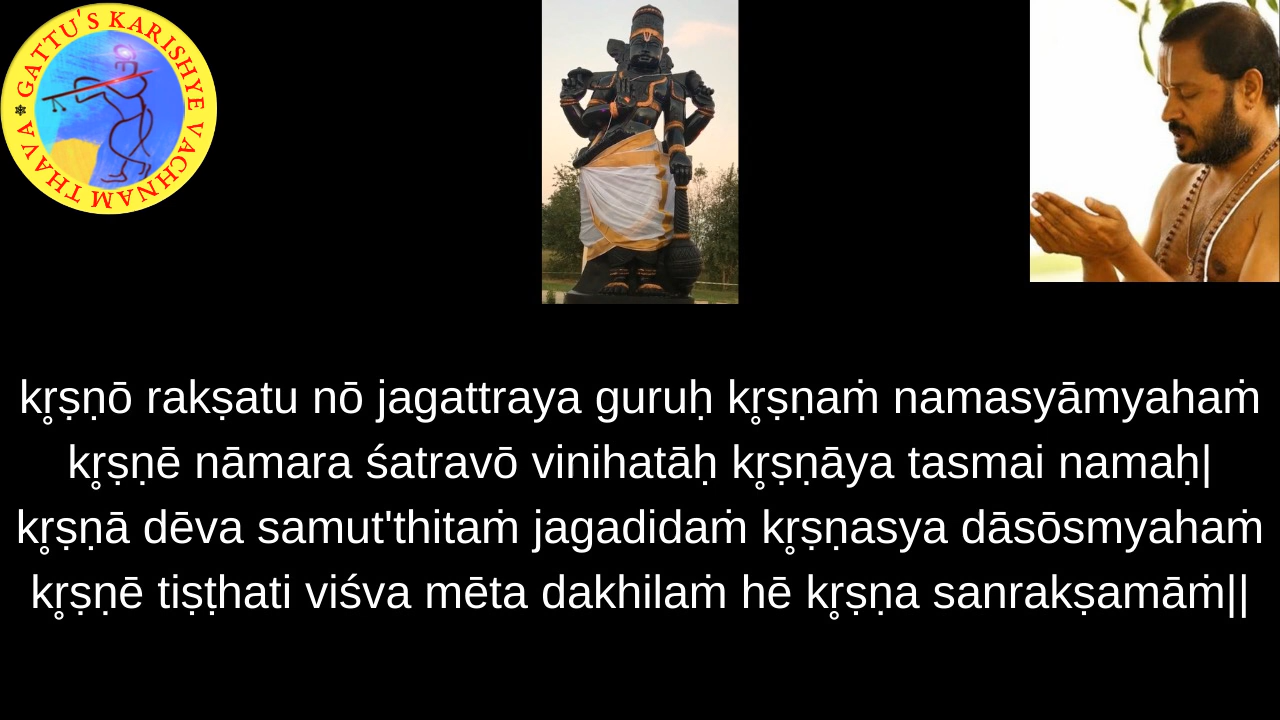 GATTU'S KARISHYE VACHNAM THAVA
kr̥ṣṇō rakṣatu nō jagattraya guruḥ kr̥ṣṇaṁ namasyāmyahaṁ
kr̥ṣṇē nāmara śatravō vinihatāḥ kr̥ṣṇāya tasmai namaḥ|
kr̥ṣṇā dēva samut'thitaṁ jagadidaṁ kr̥ṣṇasya dāsōsmyahaṁ
kr̥ṣṇē tiṣṭhati viśva mēta dakhilaṁ hē kr̥ṣṇa sanrakṣamāṁ||